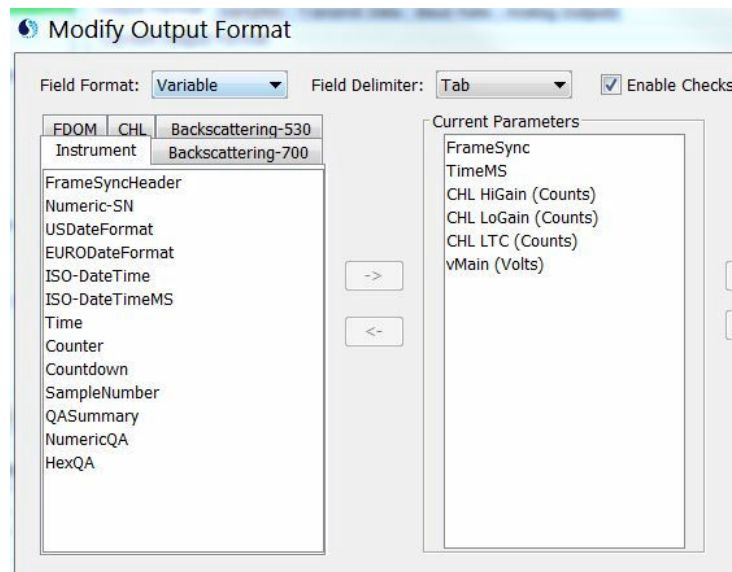 Modify Output Format
Field Format: Variable Field Delimiter: Tab Enable Checks
FDOM CHL Backscattering-530
Instrument Backscattering-700
FrameSyncHeader
Numeric-SN
USDateFormat
EURODateFormat
ISO-DateTime
ISO-DateTimeMS
Time
Counter
Countdown
SampleNumber
QASummary
NumericQA
HexQA
->
<-
Current Parameters
FrameSync
TimeMS
CHL HiGain (Counts)
CHL LoGain (Counts)
CHL LTC (Counts)
vMain (Volts)